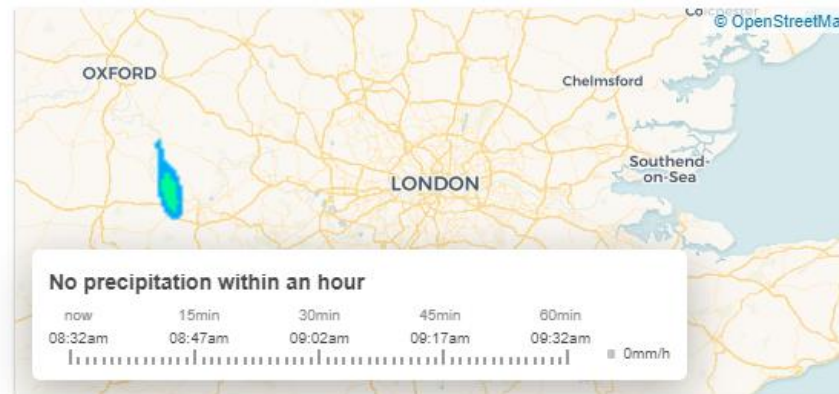 Colchester
© OpenStreetMa
OXFORD
Chelmsford
LONDON
Southend-
on-Sea
No precipitation within an hour
now 15min 30min 45min 60min
08:32am 08:47am 09:02am 09:17am 09:32am
0mm/h